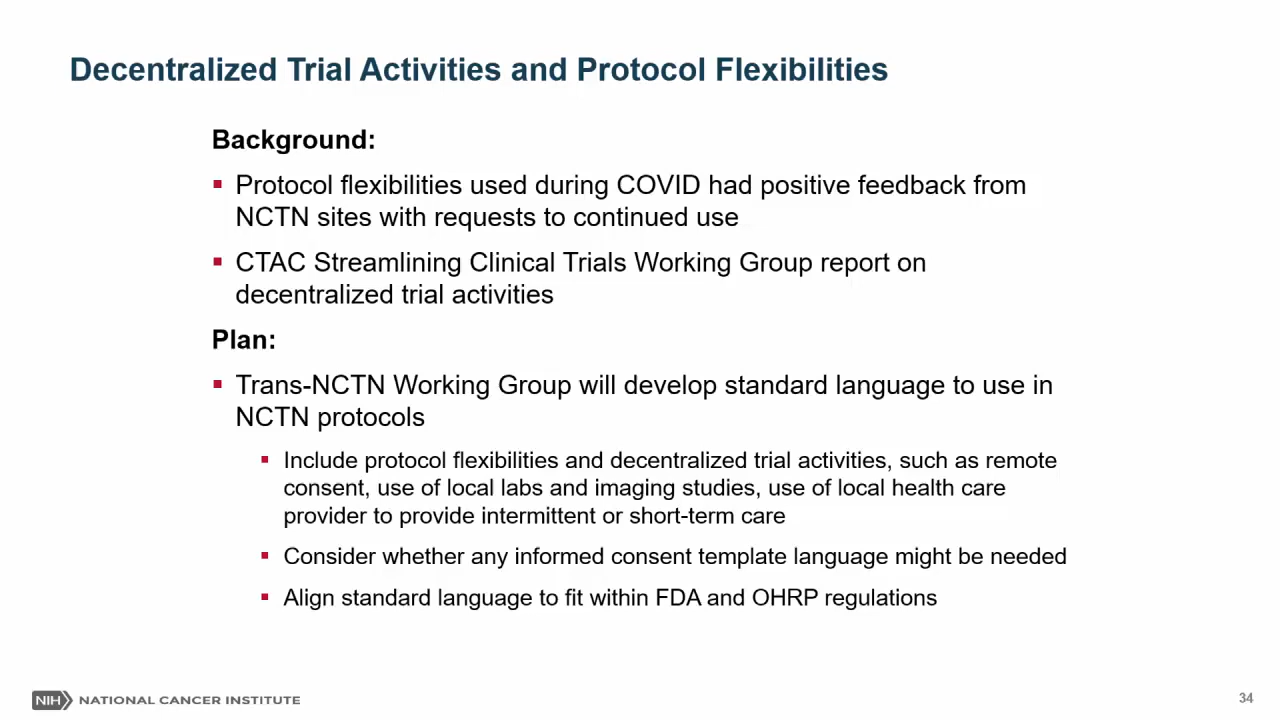 Decentralized Trial Activities and Protocol Flexibilities
Background:
▪ Protocol flexibilities used during COVID had positive feedback from
NCTN sites with requests to continued use
▪ CTAC Streamlining Clinical Trials Working Group report on
decentralized trial activities
Plan:
▪ Trans-NCTN Working Group will develop standard language to use in
NCTN protocols
▪ Include protocol flexibilities and decentralized trial activities, such as remote
consent, use of local labs and imaging studies, use of local health care
provider to provide intermittent or short-term care
▪ Consider whether any informed consent template language might be needed
▪ Align standard language to fit within FDA and OHRP regulations
NIH NATIONAL CANCER INSTITUTE
34